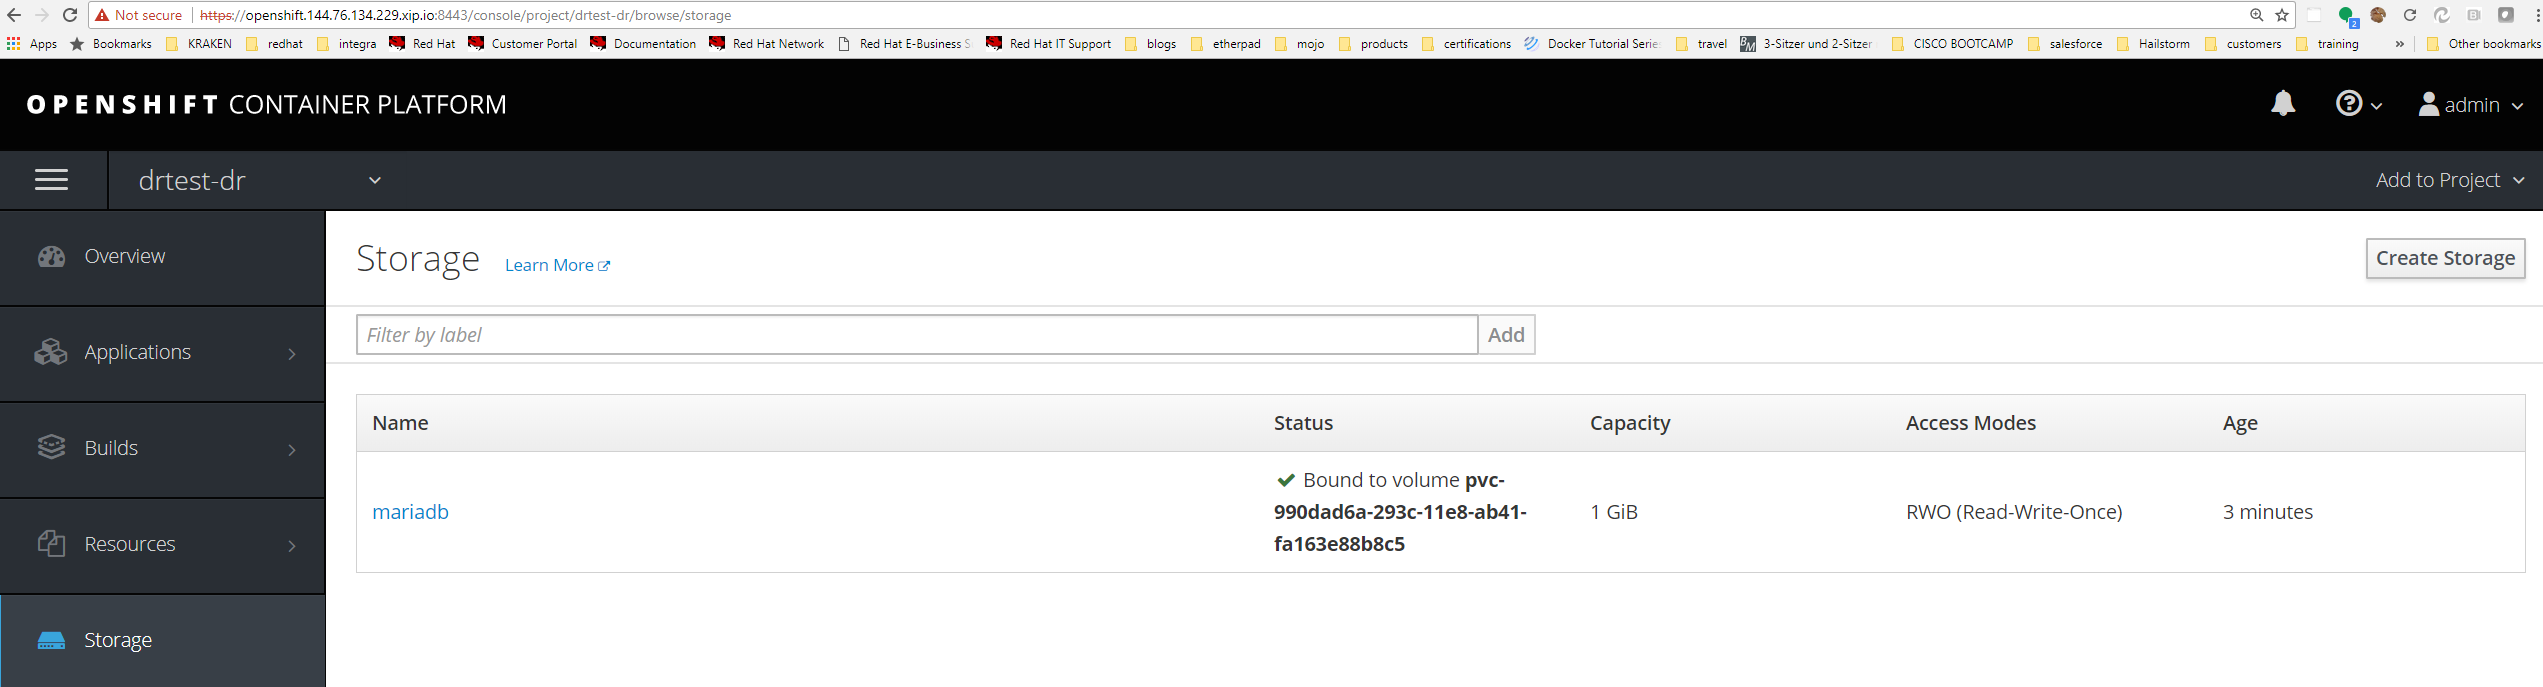 Not secure https://openshift.144.76.134.229.xip.io:8443/console/project/drtest-dr/browse/storage
Apps Bookmarks KRAKEN redhat integra Red Hat Customer Portal Documentation Red Hat Network Red Hat E-Business S Red Hat IT Support blogs etherpad mojo products certifications Docker Tutorial Serie travel BM 3-Sitzer und 2-Sitzer CISCO BOOTCAMP salesforce Hailstorm customers training » Other bookmarks
OPENSHIFT CONTAINER PLATFORM
admin
drtest-dr
Add to Project
Overview
Applications
Builds
Resources
Storage
Storage Learn More
Create Storage
Filter by label Add
Name Status Capacity Access Modes Age
mariadb
Bound to volume pvc-
990dad6a-293c-11e8-ab41-
fa163e88b8c5
1 GiB
RWO (Read-Write-Once)
3 minutes